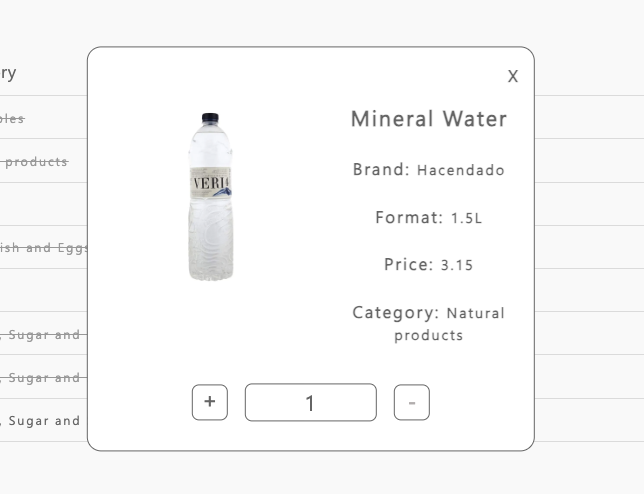 ry
X
bles
Mineral Water
products
Brand: Hacendado
VERI
Format: 1.5L
ish and Eggs
Price: 3.15
Category: Natural
products
, Sugar and
, Sugar and
+ 1 -
, Sugar and